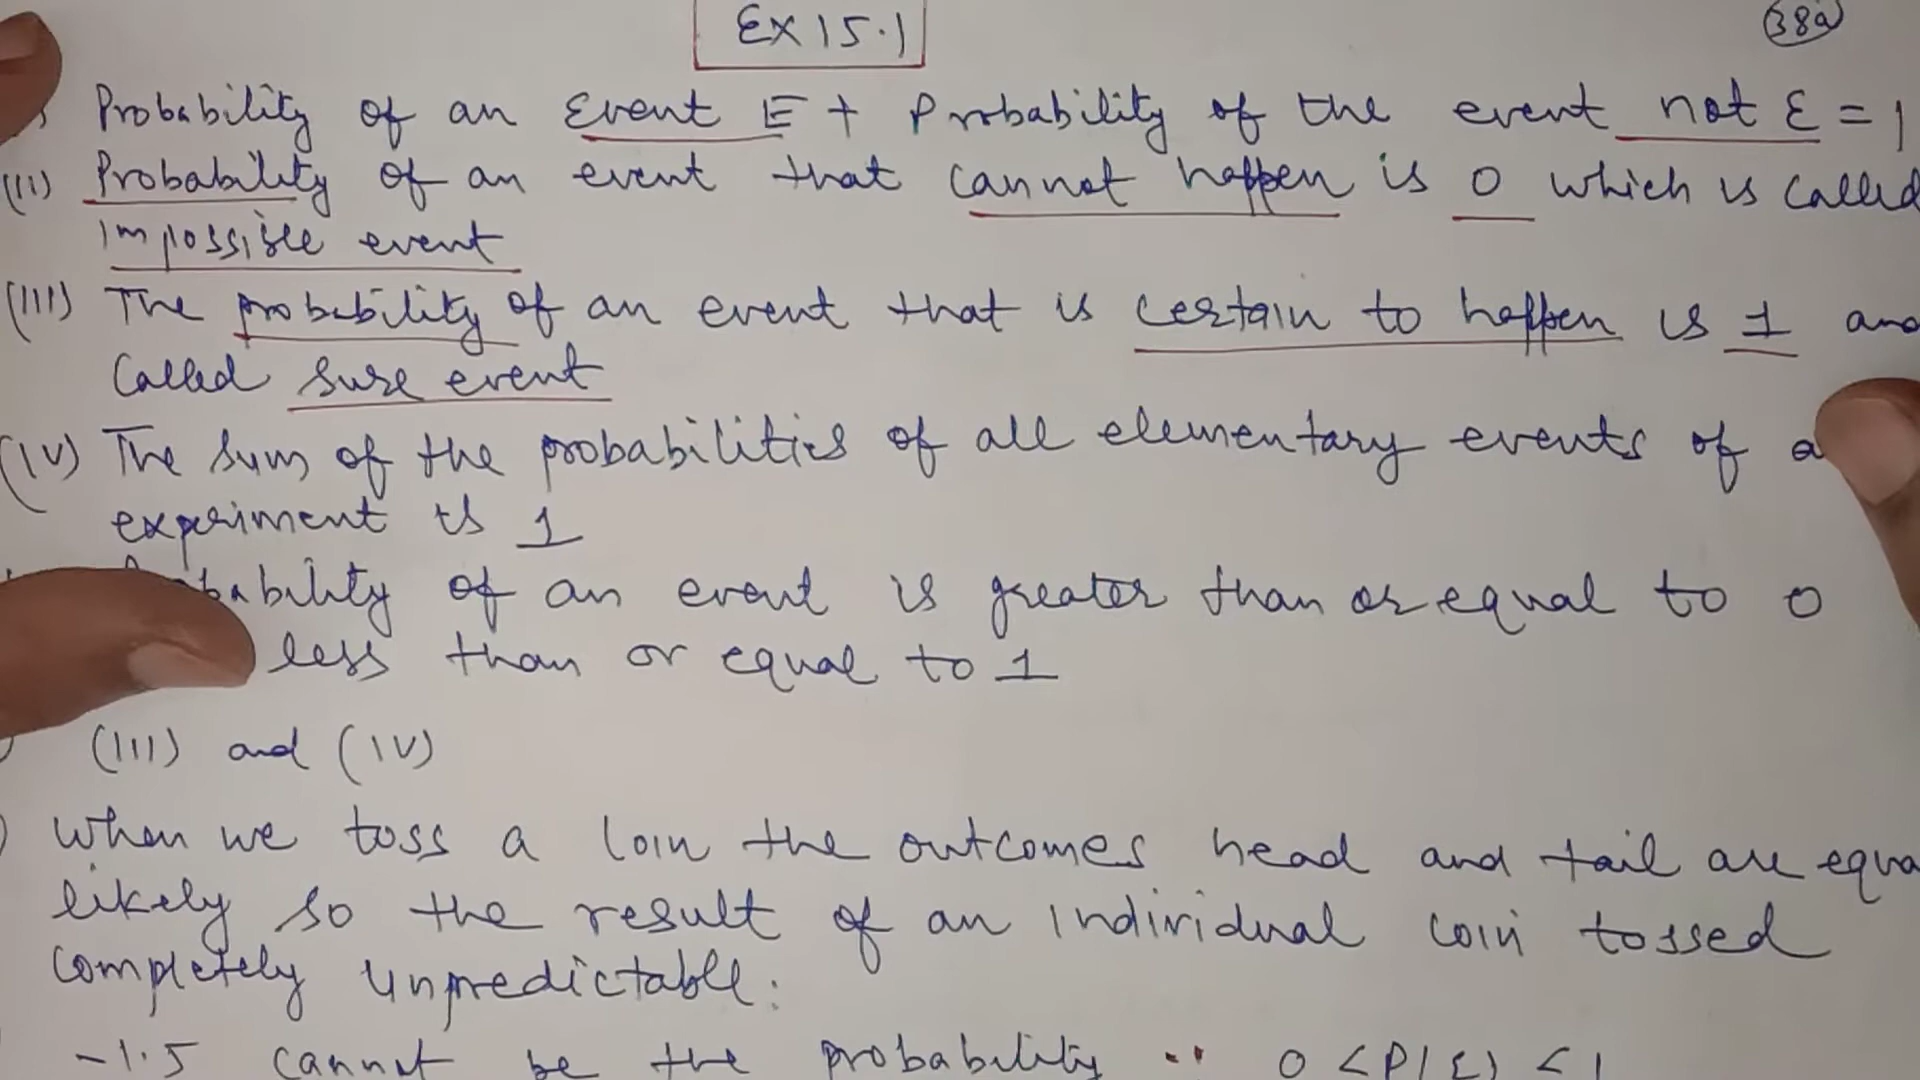 Ex 15.1
38a
Probability of an Event E + Probability of the event not E = 1
(ii) Probability of an event that cannot happen is 0 which is called
impossible event
(iii) The probability of an event that is certain to happen is 1 and
Called sure event
(iv) The sum of the probabilities of all elementary events of a
experiment is 1
of an event is greater than or equal to 0
less than or equal to 1
(iii) and (iv)
When we toss a coin the outcomes head and tail are equa
likely so the result of an individual coin tossed
completely unpredictable.
-1.5 cannot be the probability ∵ 0 < P(E) < 1